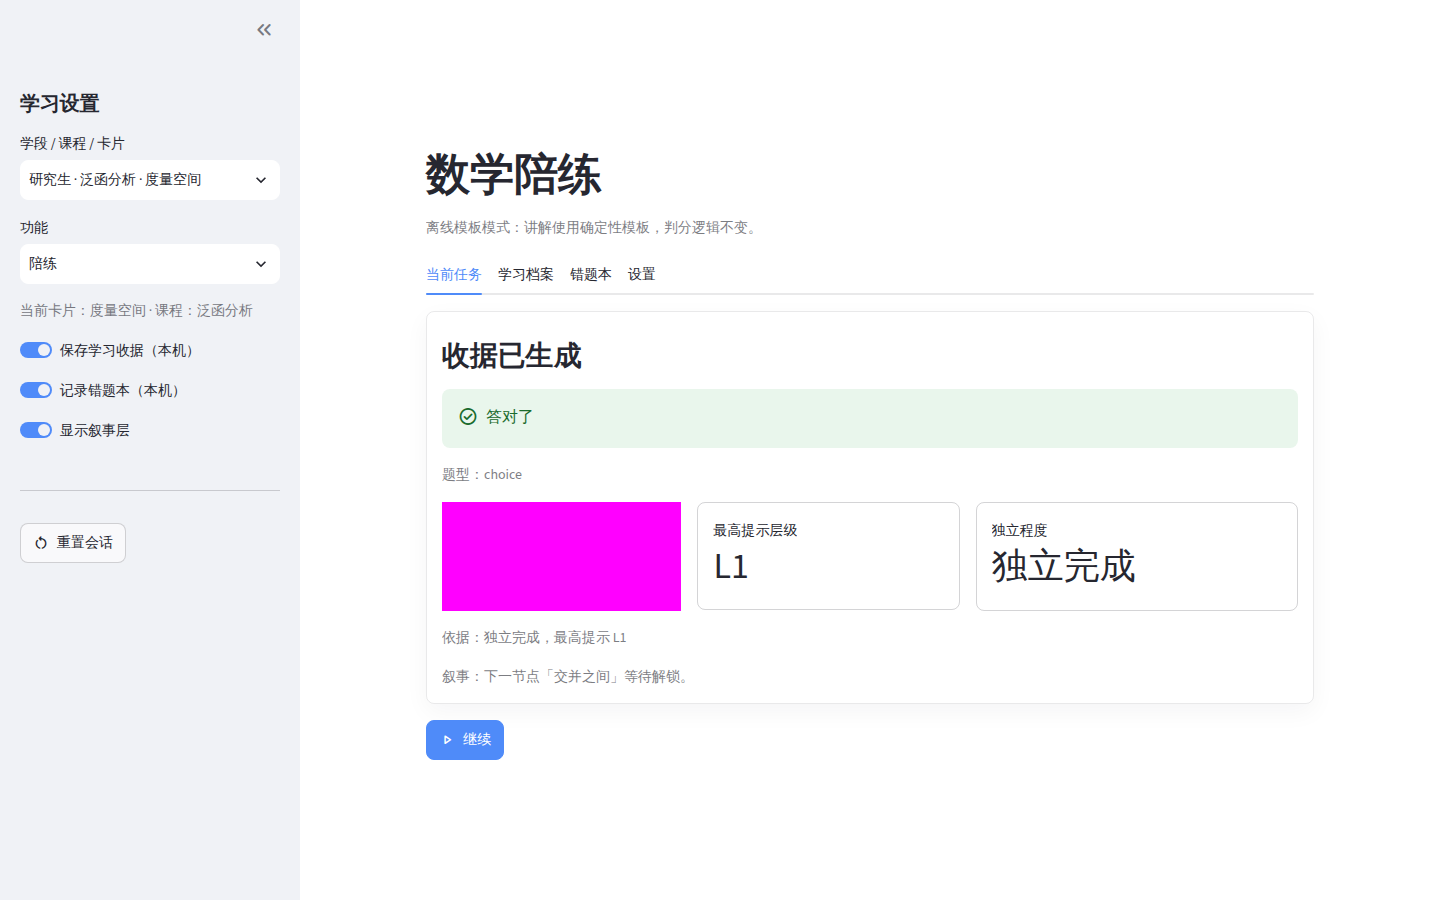 学习设置
学段 / 课程 / 卡片
研究生 · 泛函分析 · 度量空间
功能
陪练
当前卡片：度量空间 · 课程：泛函分析
保存学习收据（本机）
记录错题本（本机）
显示叙事层
重置会话
数学陪练
离线模板模式：讲解使用确定性模板，判分逻辑不变。
当前任务 学习档案 错题本 设置
收据已生成
答对了
题型：choice
最高提示层级
L1
独立程度
独立完成
依据：独立完成，最高提示 L1
叙事：下一节点「交并之间」等待解锁。
继续